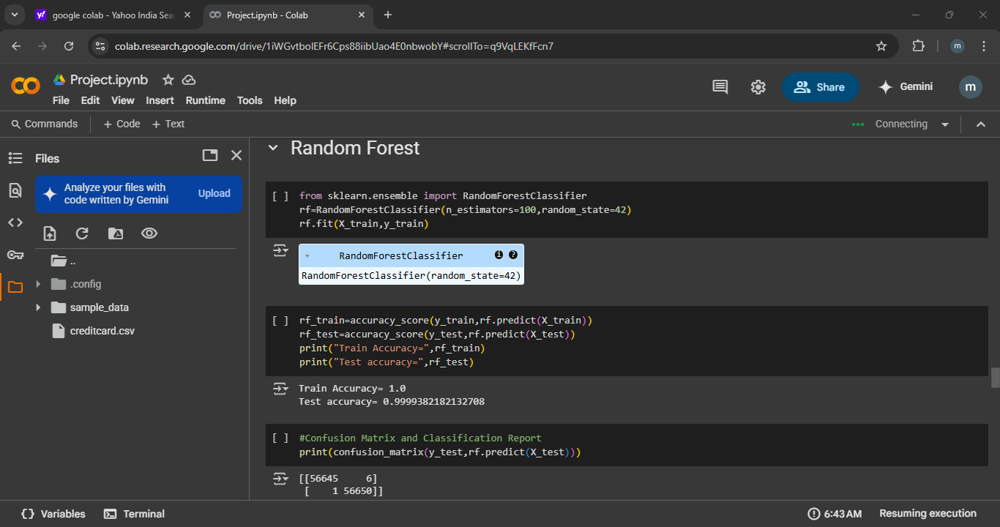 google colab - Yahoo India Sea
Project.ipynb - Colab
colab.research.google.com/drive/1iWGvtbolEFr6Cps88iibUao4E0nbwobY#scrollTo=q9VqLEKfFcn7
m
Project.ipynb
File Edit View Insert Runtime Tools Help
Share
Gemini
m
Commands
+ Code + Text
Connecting
Files
Analyze your files with
code written by Gemini
Upload
..
.config
sample_data
creditcard.csv
Random Forest
[ ] from sklearn.ensemble import RandomForestClassifier
rf=RandomForestClassifier(n_estimators=100,random_state=42)
rf.fit(X_train,y_train)
RandomForestClassifier
RandomForestClassifier(random_state=42)
[ ] rf_train=accuracy_score(y_train,rf.predict(X_train))
rf_test=accuracy_score(y_test,rf.predict(X_test))
print("Train Accuracy=",rf_train)
print("Test accuracy=",rf_test)
Train Accuracy= 1.0
Test accuracy= 0.9999382182132708
[ ] #Confusion Matrix and Classification Report
print(confusion_matrix(y_test,rf.predict(X_test)))
[[56645     6]
[    1 56650]]
Variables
Terminal
6:43 AM
Resuming execution